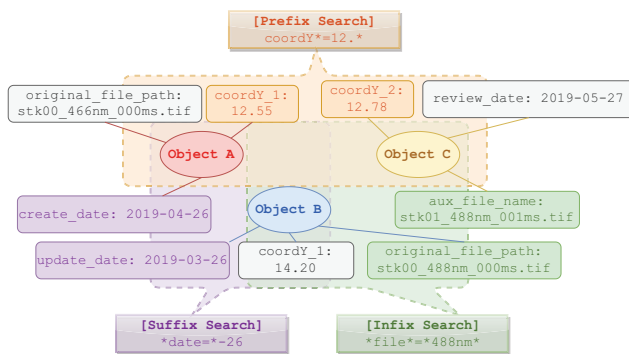 [Prefix Search]
coordY*=12.*
original_file_path:
stk00_466nm_000ms.tif
coordY_1:
12.55
coordY_2:
12.78
review_date: 2019-05-27
Object A
Object C
create_date: 2019-04-26
Object B
aux_file_name:
stk01_488nm_001ms.tif
update_date: 2019-03-26
coordY_1:
14.20
original_file_path:
stk00_488nm_000ms.tif
[Suffix Search]
*date=*-26
[Infix Search]
*file*=*488nm*